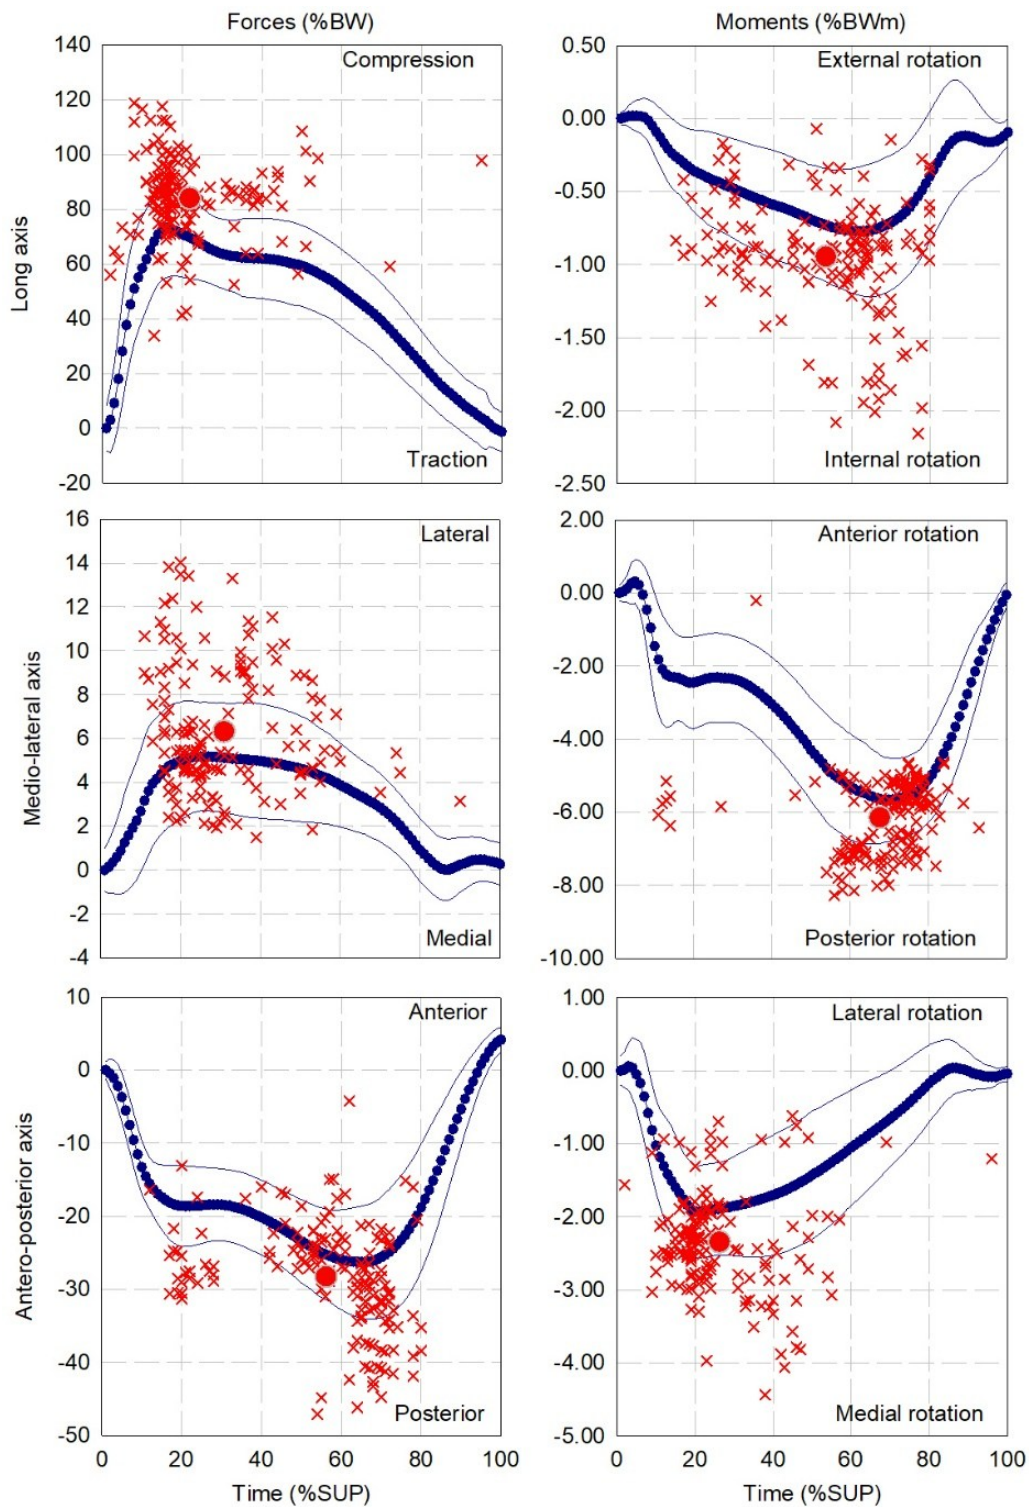 Forces (%BW)
Moments (%BWm)
140
120
100
80
60
40
20
0
-20
Long axis
Compression
Traction
0.50
0.00
-0.50
-1.00
-1.50
-2.00
-2.50
External rotation
Internal rotation
16
14
12
10
8
6
4
2
0
-2
-4
Medio-lateral axis
Lateral
Medial
2.00
0.00
-2.00
-4.00
-6.00
-8.00
-10.00
Anterior rotation
Posterior rotation
10
0
-10
-20
-30
-40
-50
Antero-posterior axis
Anterior
Posterior
0 20 40 60 80 100
Time (%SUP)
1.00
0.00
-1.00
-2.00
-3.00
-4.00
-5.00
Lateral rotation
Medial rotation
0 20 40 60 80 100
Time (%SUP)